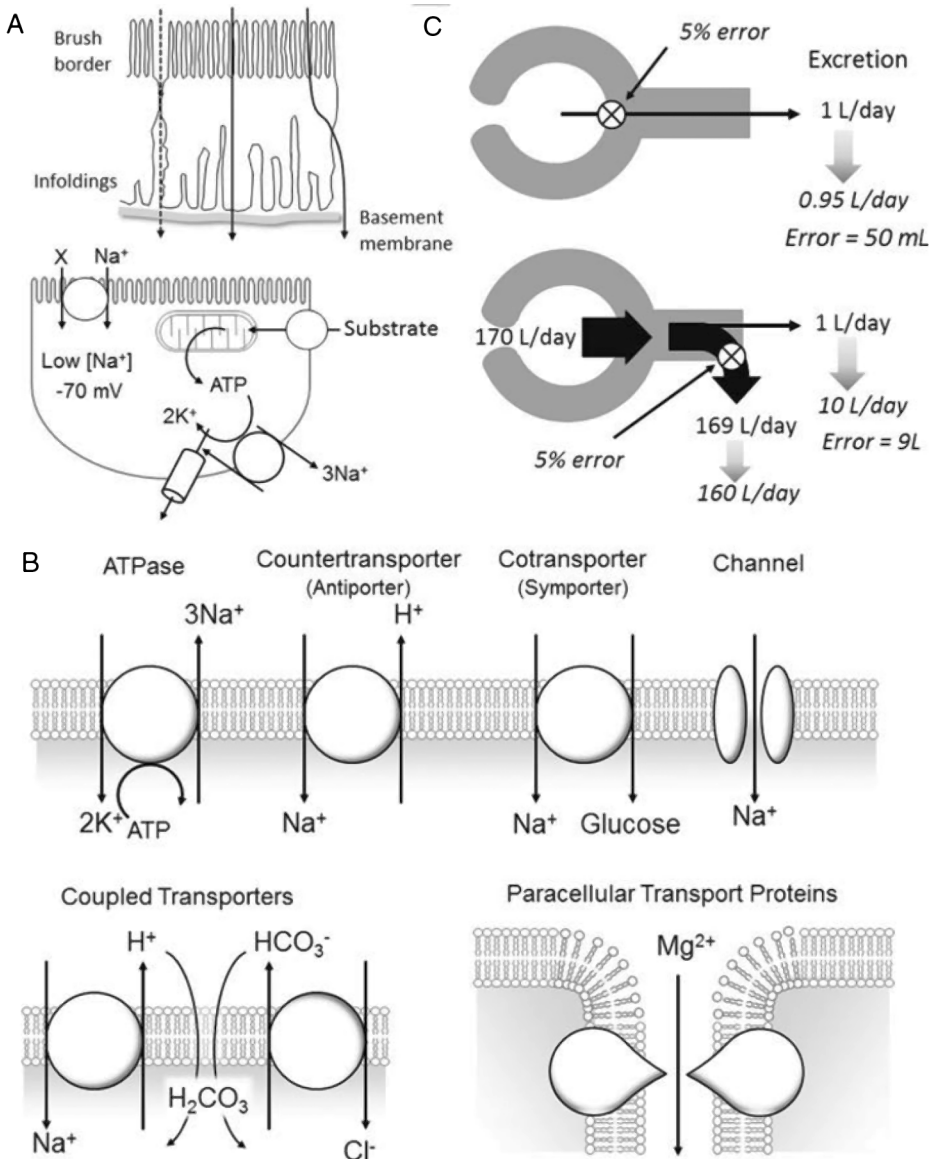 A
Brush
border
Infoldings
Basement
membrane
X
Na⁺
Low [Na⁺]
-70 mV
Substrate
ATP
2K⁺
3Na⁺
C
5% error
Excretion
1 L/day
0.95 L/day
Error = 50 mL
170 L/day
1 L/day
10 L/day
Error = 9L
169 L/day
5% error
160 L/day
B
ATPase
3Na⁺
2K⁺
ATP
Countertransporter
(Antiporter)
H⁺
Na⁺
Cotransporter
(Symporter)
Na⁺
Glucose
Channel
Na⁺
Coupled Transporters
H⁺
HCO₃⁻
H₂CO₃
Na⁺
Cl⁻
Paracellular Transport Proteins
Mg²⁺